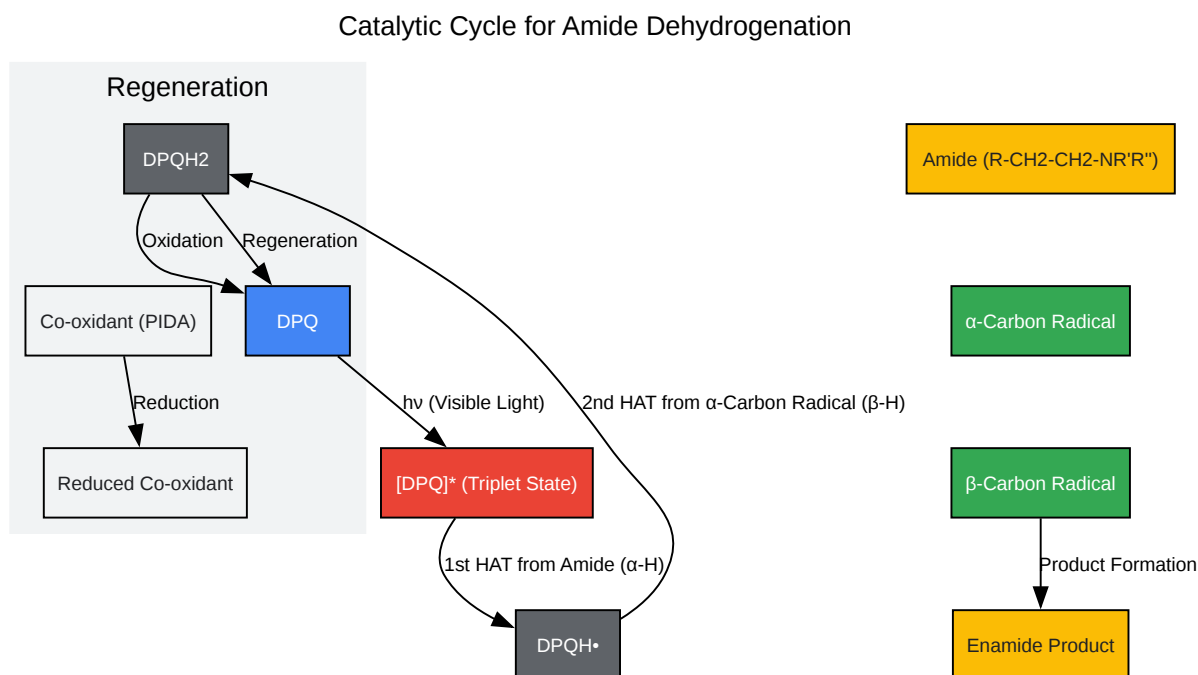 Catalytic Cycle for Amide Dehydrogenation
Regeneration
DPQH2
Amide (R-CH2-CH2-NR'R")
Oxidation
Regeneration
Co-oxidant (PIDA)
DPQ
α-Carbon Radical
Reduction
hν (Visible Light)
2nd HAT from α-Carbon Radical (β-H)
Reduced Co-oxidant
[DPQ]* (Triplet State)
β-Carbon Radical
1st HAT from Amide (α-H)
Product Formation
DPQH•
Enamide Product